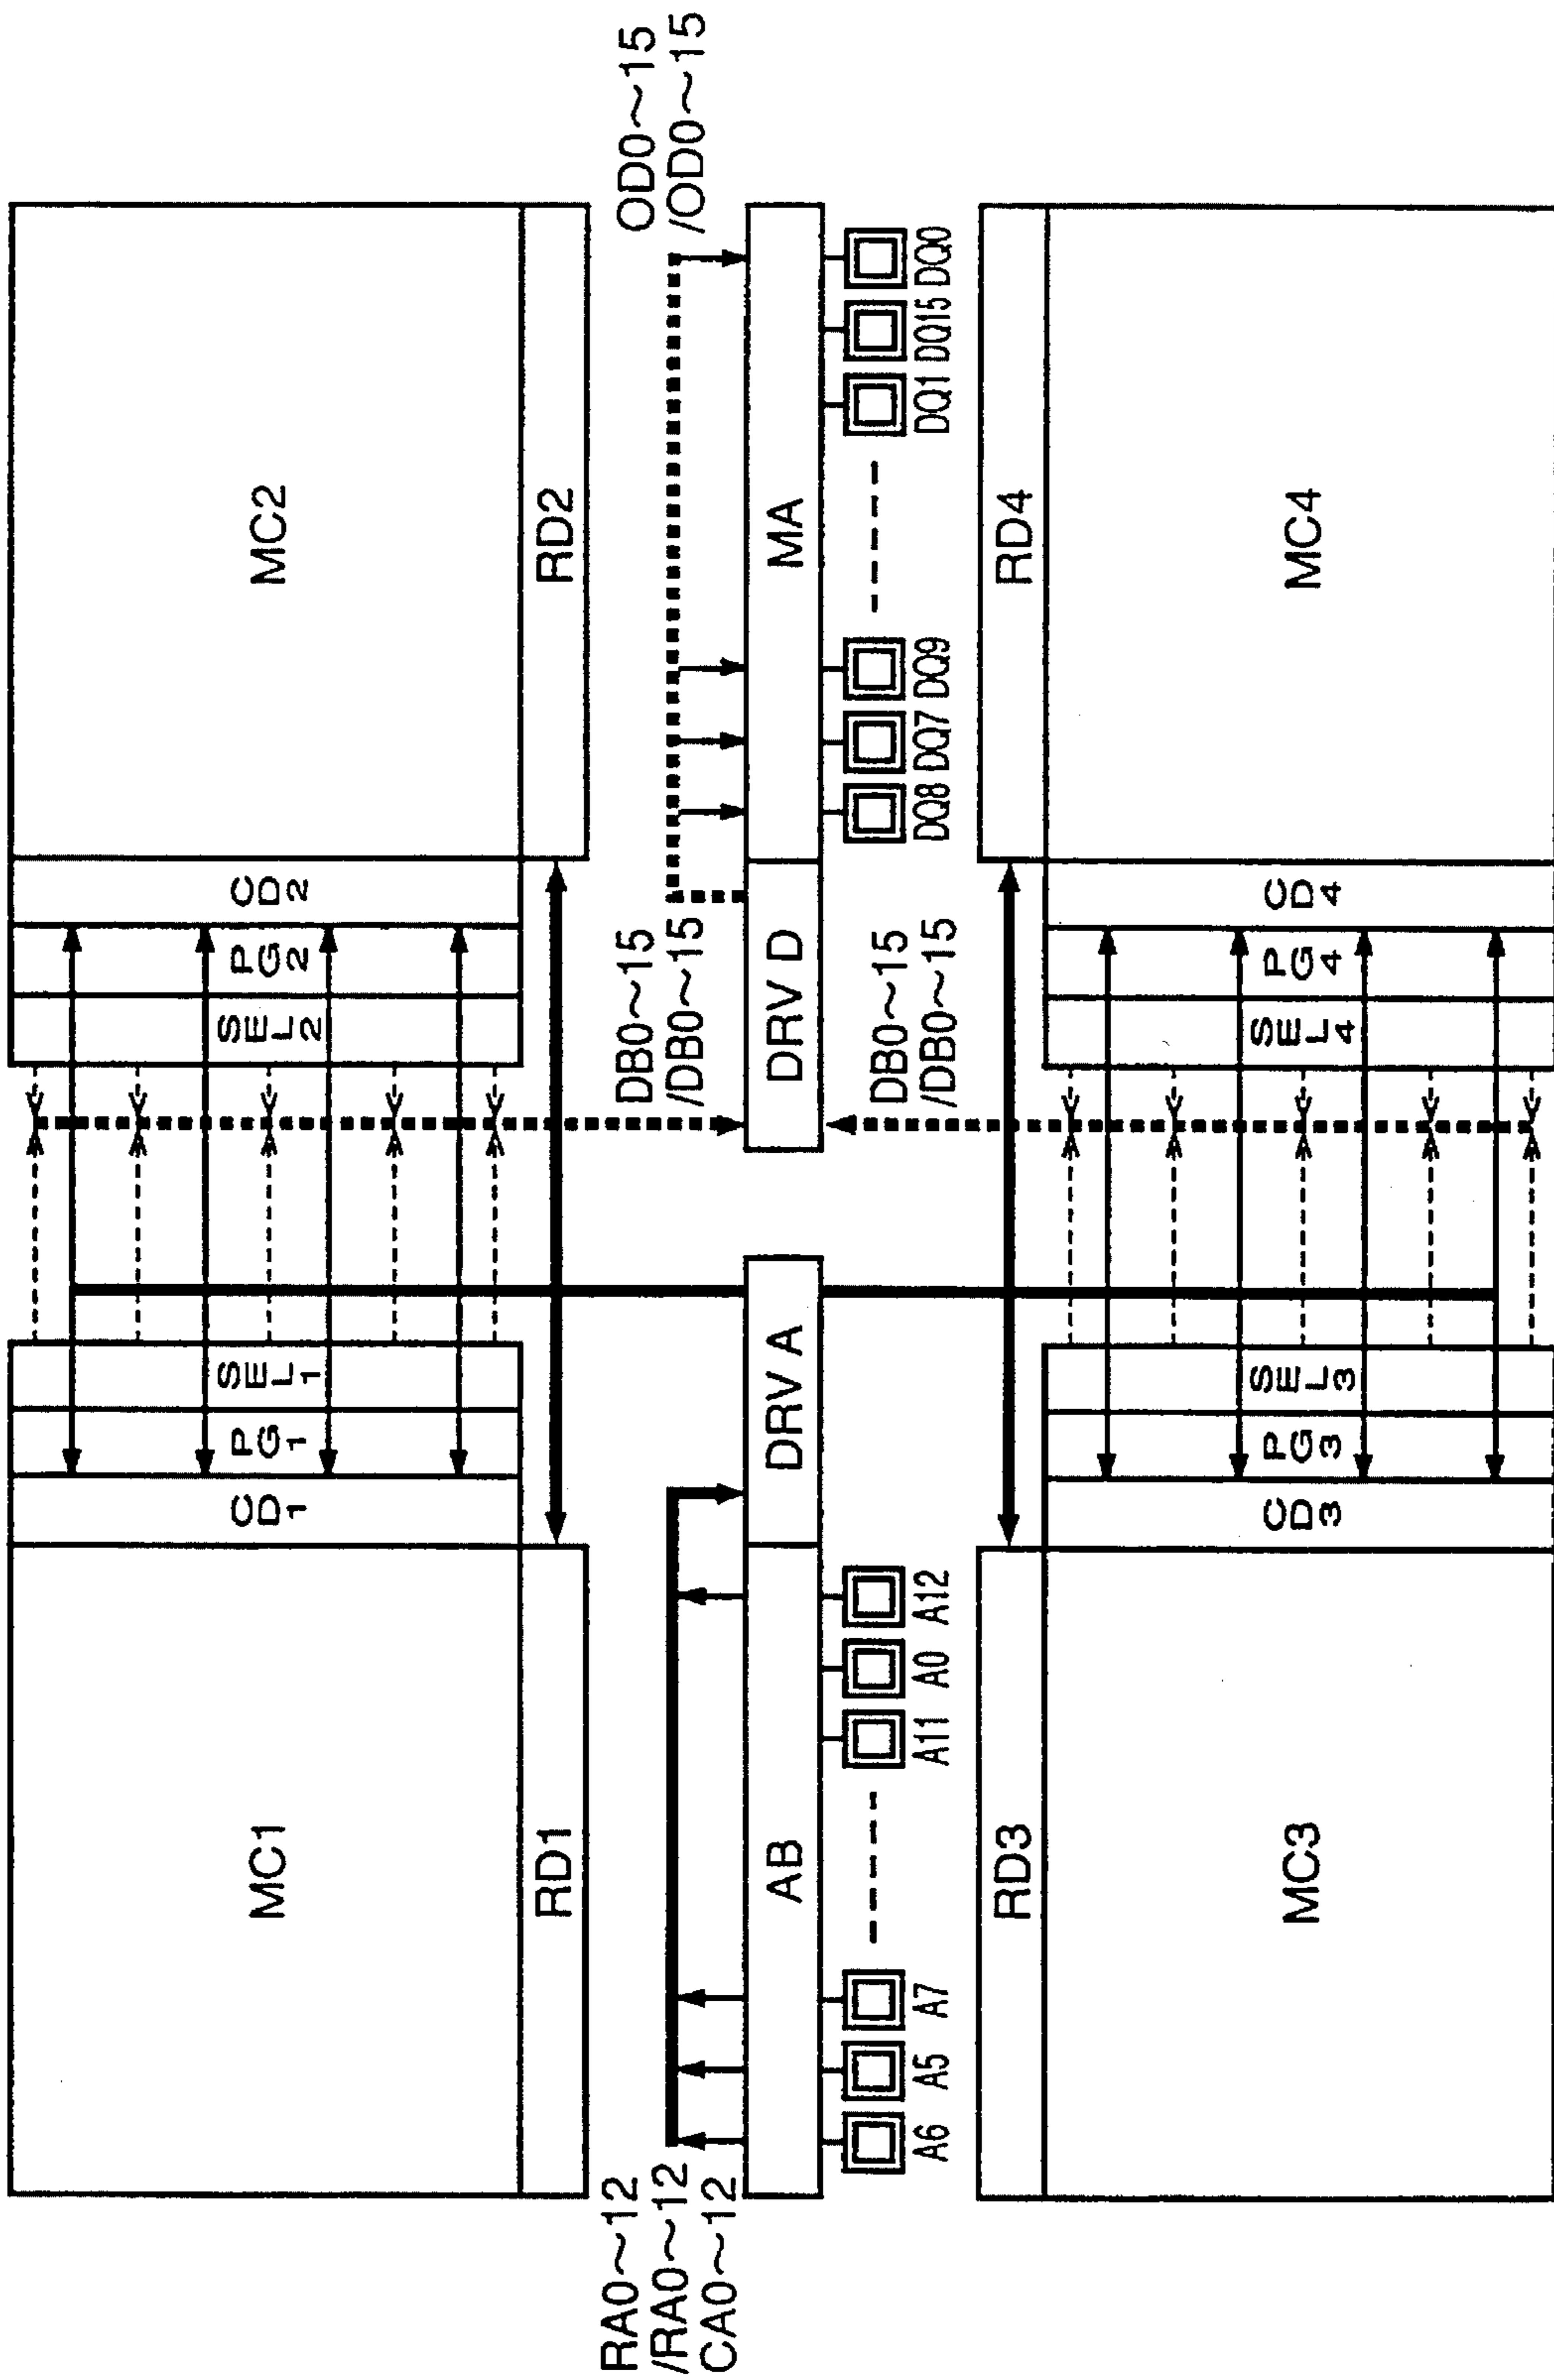 MC1
CD1
PG1
SEL1
SEL2
PG2
CD2
MC2
RD1
RD2
RA0~12
/RA0~12
CA0~12
DB0~15
/DB0~15
OD0~15
/OD0~15
AB
DRV A
DRV D
MA
A6
A5
A7
A11
A0
A12
DQ8
DQ7
DQ9
DQ1
DQ15
DQ0
DB0~15
/DB0~15
RD3
RD4
MC3
CD3
PG3
SEL3
SEL4
PG4
CD4
MC4